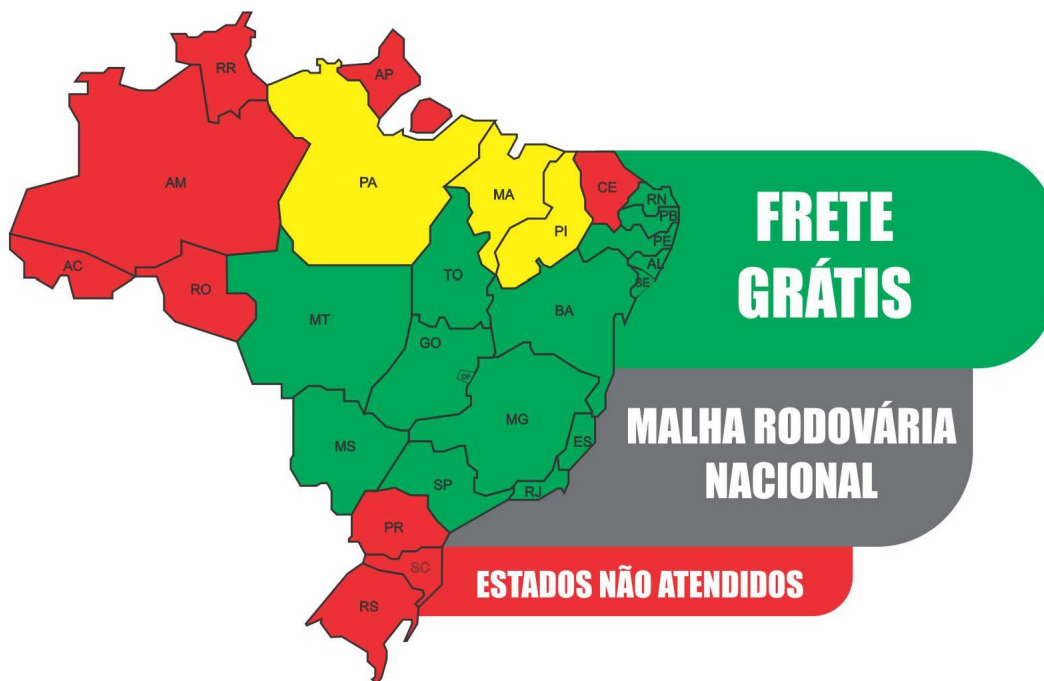 RR
AP
AM
PA
MA
CE
PI
RN
PB
PE
AL
SE
AC
RO
TO
BA
MT
GO
DF
MG
ES
MS
SP
RJ
PR
SC
RS
FRETE
GRÁTIS
MALHA RODOVÁRIA
NACIONAL
ESTADOS NÃO ATENDIDOS